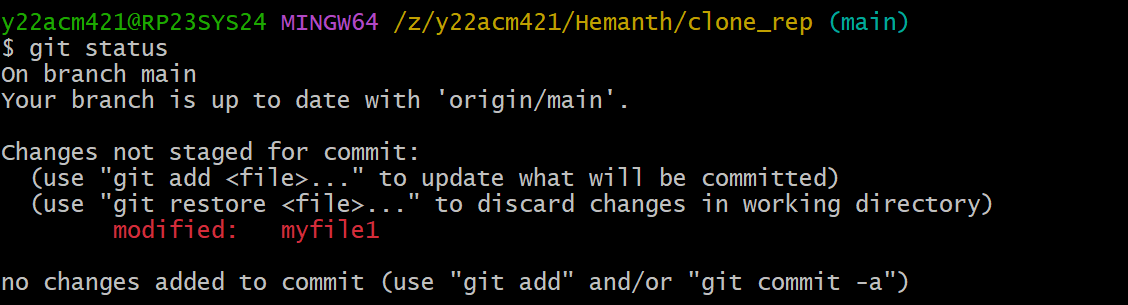 y22acm421@RP23SYS24 MINGW64 /z/y22acm421/Hemanth/clone_rep (main)
$ git status
On branch main
Your branch is up to date with 'origin/main'.

Changes not staged for commit:
  (use "git add <file>..." to update what will be committed)
  (use "git restore <file>..." to discard changes in working directory)
        modified:   myfile1

no changes added to commit (use "git add" and/or "git commit -a")